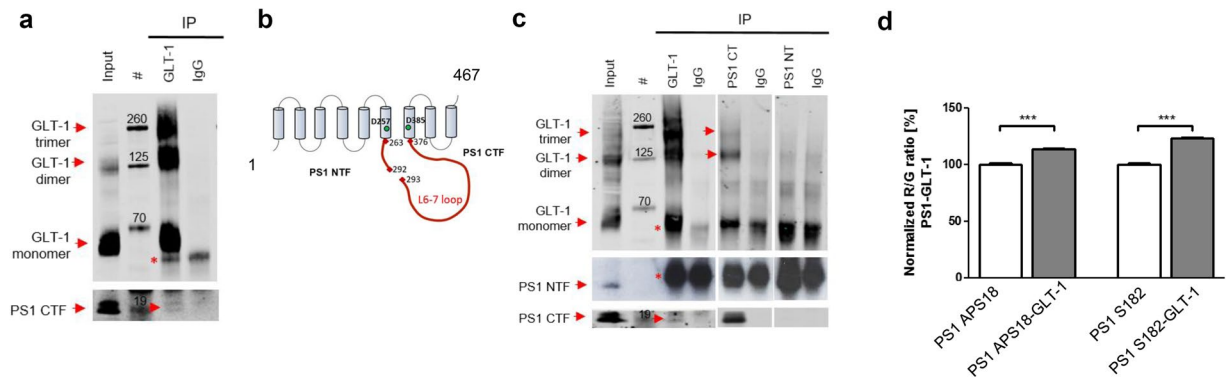 a
IP
Input
#
GLT-1
IgG
GLT-1
trimer
GLT-1
dimer
GLT-1
monomer
PS1 CTF
260
125
70
*
19
b
467
1
D257
D385
263
376
292
293
PS1 NTF
PS1 CTF
L6-7 loop
c
IP
Input
#
GLT-1
IgG
PS1 CT
IgG
PS1 NT
IgG
GLT-1
trimer
GLT-1
dimer
GLT-1
monomer
PS1 NTF
PS1 CTF
260
125
70
*
*
19
d
Normalized R/G ratio [%]
PS1-GLT-1
150
100
50
0
***
***
PS1 APS18
PS1 APS18-GLT-1
PS1 S182
PS1 S182-GLT-1